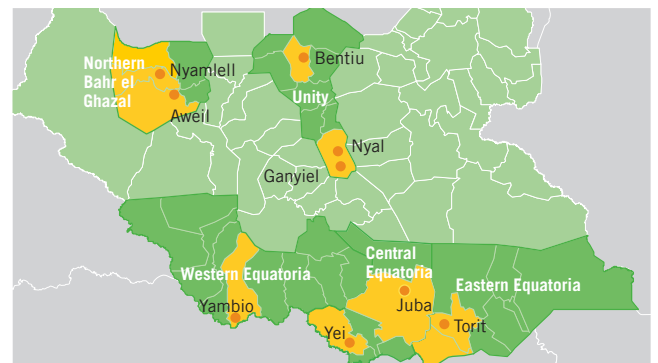 Northern
Bahr el
Ghazal
Nyamlell
Aweil
Bentiu
Unity
Nyal
Ganyiel
Western Equatoria
Yambio
Central
Equatoria
Juba
Yei
Eastern Equatoria
Torit